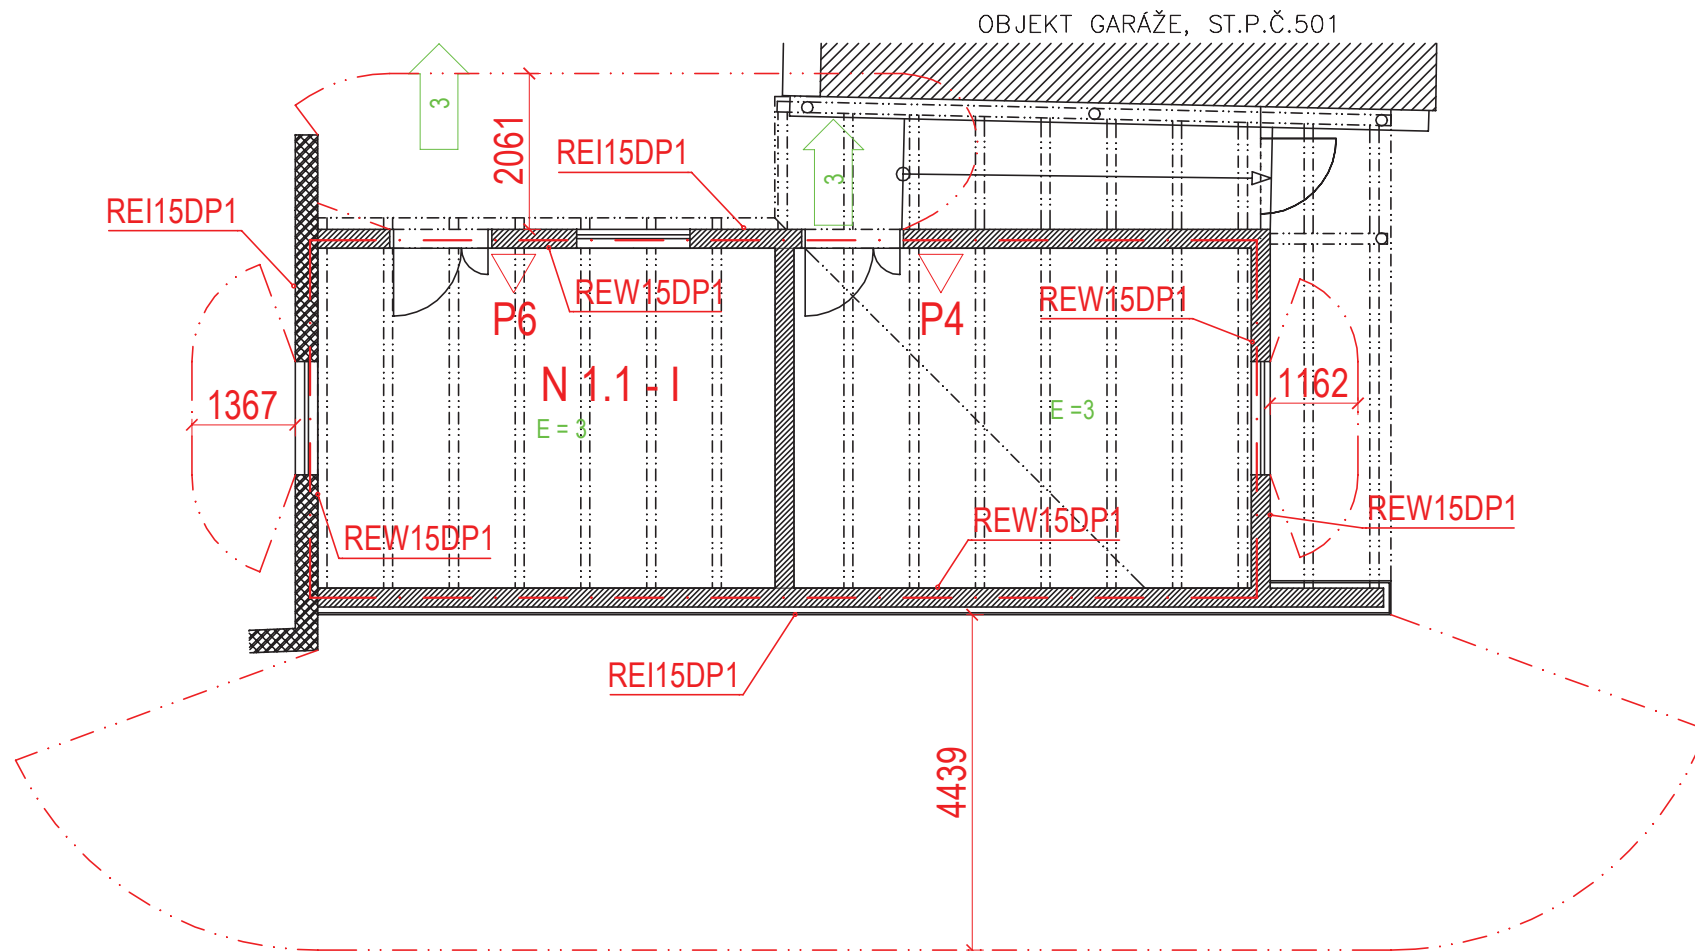 OBJEKT GARÁŽE, ST.P.Č.501
3
2061
REI15DP1
3
REI15DP1
REW15DP1
REW15DP1
P6
P4
N 1.1 - I
1367
1162
E = 3
E =3
REW15DP1
REW15DP1
REW15DP1
REI15DP1
4439